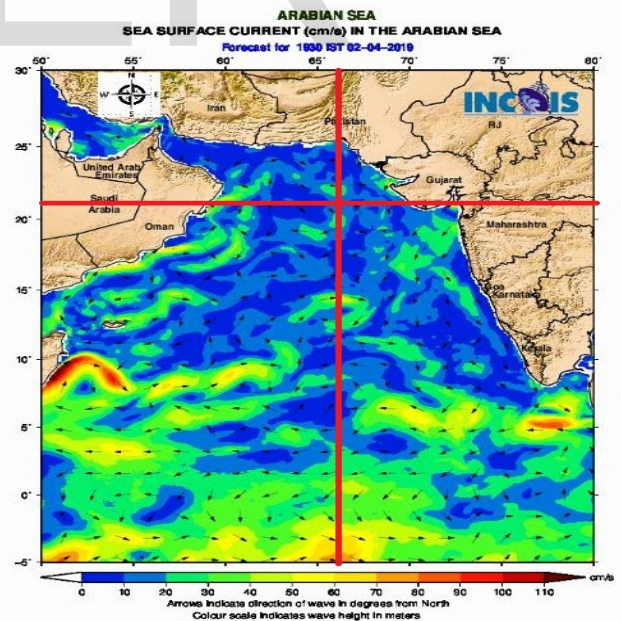 ARABIAN SEA
SEA SURFACE CURRENT (cm/s) IN THE ARABIAN SEA
Forecast for 1930 IST 02-04-2019
50° 55° 60° 65° 70° 75° 80°
30°
N
W E
S
INCOIS
Iran
Pakistan
RJ
25°
United Arab
Emirates
Gujarat
Saudi
Arabia
20°
Oman
Maharashtra
15°
Goa
Karnataka
10°
Kerala
5°
0°
-5°
0 10 20 30 40 50 60 70 80 90 100 110 cm/s
Arrows indicate direction of wave in degrees from North
Colour scale indicates wave height in meters